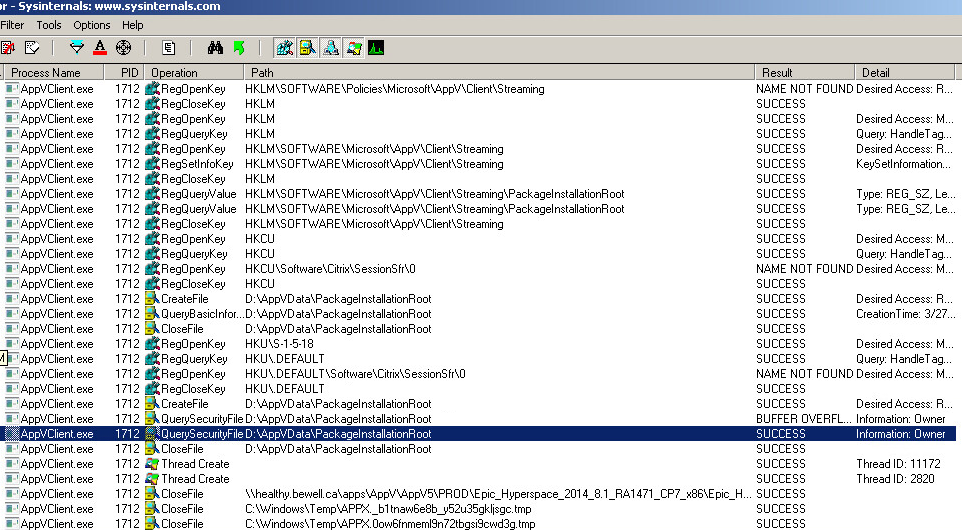 or - Sysinternals: www.sysinternals.com
Filter Tools Options Help
Process Name PID Operation Path Result Detail
AppVClient.exe 1712 RegOpenKey HKLM\SOFTWARE\Policies\Microsoft\AppV\Client\Streaming NAME NOT FOUND Desired Access: R...
AppVClient.exe 1712 RegCloseKey HKLM SUCCESS
AppVClient.exe 1712 RegOpenKey HKLM SUCCESS Desired Access: M...
AppVClient.exe 1712 RegQueryKey HKLM SUCCESS Query: HandleTag...
AppVClient.exe 1712 RegOpenKey HKLM\SOFTWARE\Microsoft\AppV\Client\Streaming SUCCESS Desired Access: R...
AppVClient.exe 1712 RegSetInfoKey HKLM\SOFTWARE\Microsoft\AppV\Client\Streaming SUCCESS KeySetInformation...
AppVClient.exe 1712 RegCloseKey HKLM SUCCESS
AppVClient.exe 1712 RegQueryValue HKLM\SOFTWARE\Microsoft\AppV\Client\Streaming\PackageInstallationRoot SUCCESS Type: REG_SZ, Le...
AppVClient.exe 1712 RegQueryValue HKLM\SOFTWARE\Microsoft\AppV\Client\Streaming\PackageInstallationRoot SUCCESS Type: REG_SZ, Le...
AppVClient.exe 1712 RegCloseKey HKLM\SOFTWARE\Microsoft\AppV\Client\Streaming SUCCESS
AppVClient.exe 1712 RegOpenKey HKCU SUCCESS Desired Access: M...
AppVClient.exe 1712 RegQueryKey HKCU SUCCESS Query: HandleTag...
AppVClient.exe 1712 RegOpenKey HKCU\Software\Citrix\SessionSfr\0 NAME NOT FOUND Desired Access: M...
AppVClient.exe 1712 RegCloseKey HKCU SUCCESS
AppVClient.exe 1712 CreateFile D:\AppVData\PackageInstallationRoot SUCCESS Desired Access: R...
AppVClient.exe 1712 QueryBasicInfor... D:\AppVData\PackageInstallationRoot SUCCESS CreationTime: 3/27...
AppVClient.exe 1712 CloseFile D:\AppVData\PackageInstallationRoot SUCCESS
AppVClient.exe 1712 RegOpenKey HKU\S-1-5-18 SUCCESS Desired Access: M...
AppVClient.exe 1712 RegQueryKey HKU\.DEFAULT SUCCESS Query: HandleTag...
AppVClient.exe 1712 RegOpenKey HKU\.DEFAULT\Software\Citrix\SessionSfr\0 NAME NOT FOUND Desired Access: M...
AppVClient.exe 1712 RegCloseKey HKU\.DEFAULT SUCCESS
AppVClient.exe 1712 CreateFile D:\AppVData\PackageInstallationRoot SUCCESS Desired Access: R...
AppVClient.exe 1712 QuerySecurityFile D:\AppVData\PackageInstallationRoot BUFFER OVERFL... Information: Owner
AppVClient.exe 1712 QuerySecurityFile D:\AppVData\PackageInstallationRoot SUCCESS Information: Owner
AppVClient.exe 1712 CloseFile D:\AppVData\PackageInstallationRoot SUCCESS
AppVClient.exe 1712 Thread Create SUCCESS Thread ID: 11172
AppVClient.exe 1712 Thread Create SUCCESS Thread ID: 2820
AppVClient.exe 1712 CloseFile \\healthy.bewell.ca\apps\AppV\AppV5\PROD\Epic_Hyperspace_2014_8.1_RA1471_CP7_x86\Epic_H... SUCCESS
AppVClient.exe 1712 CloseFile C:\Windows\Temp\APPX._b1tnaw6e8b_y52u35gkljsgc.tmp SUCCESS
AppVClient.exe 1712 CloseFile C:\Windows\Temp\APPX.0ow6fnmeml9n72tbgsi9cwd3g.tmp SUCCESS